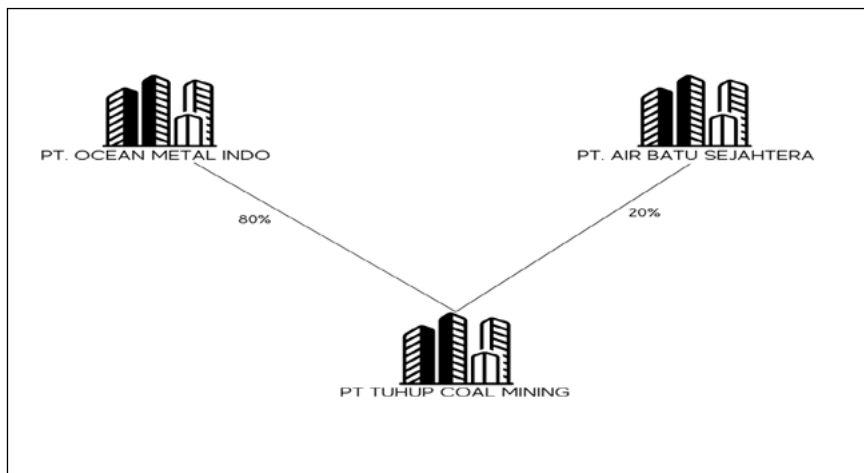 PT. OCEAN METAL INDO
PT. AIR BATU SEJAHTERA
80%
20%
PT TUHUP COAL MINING